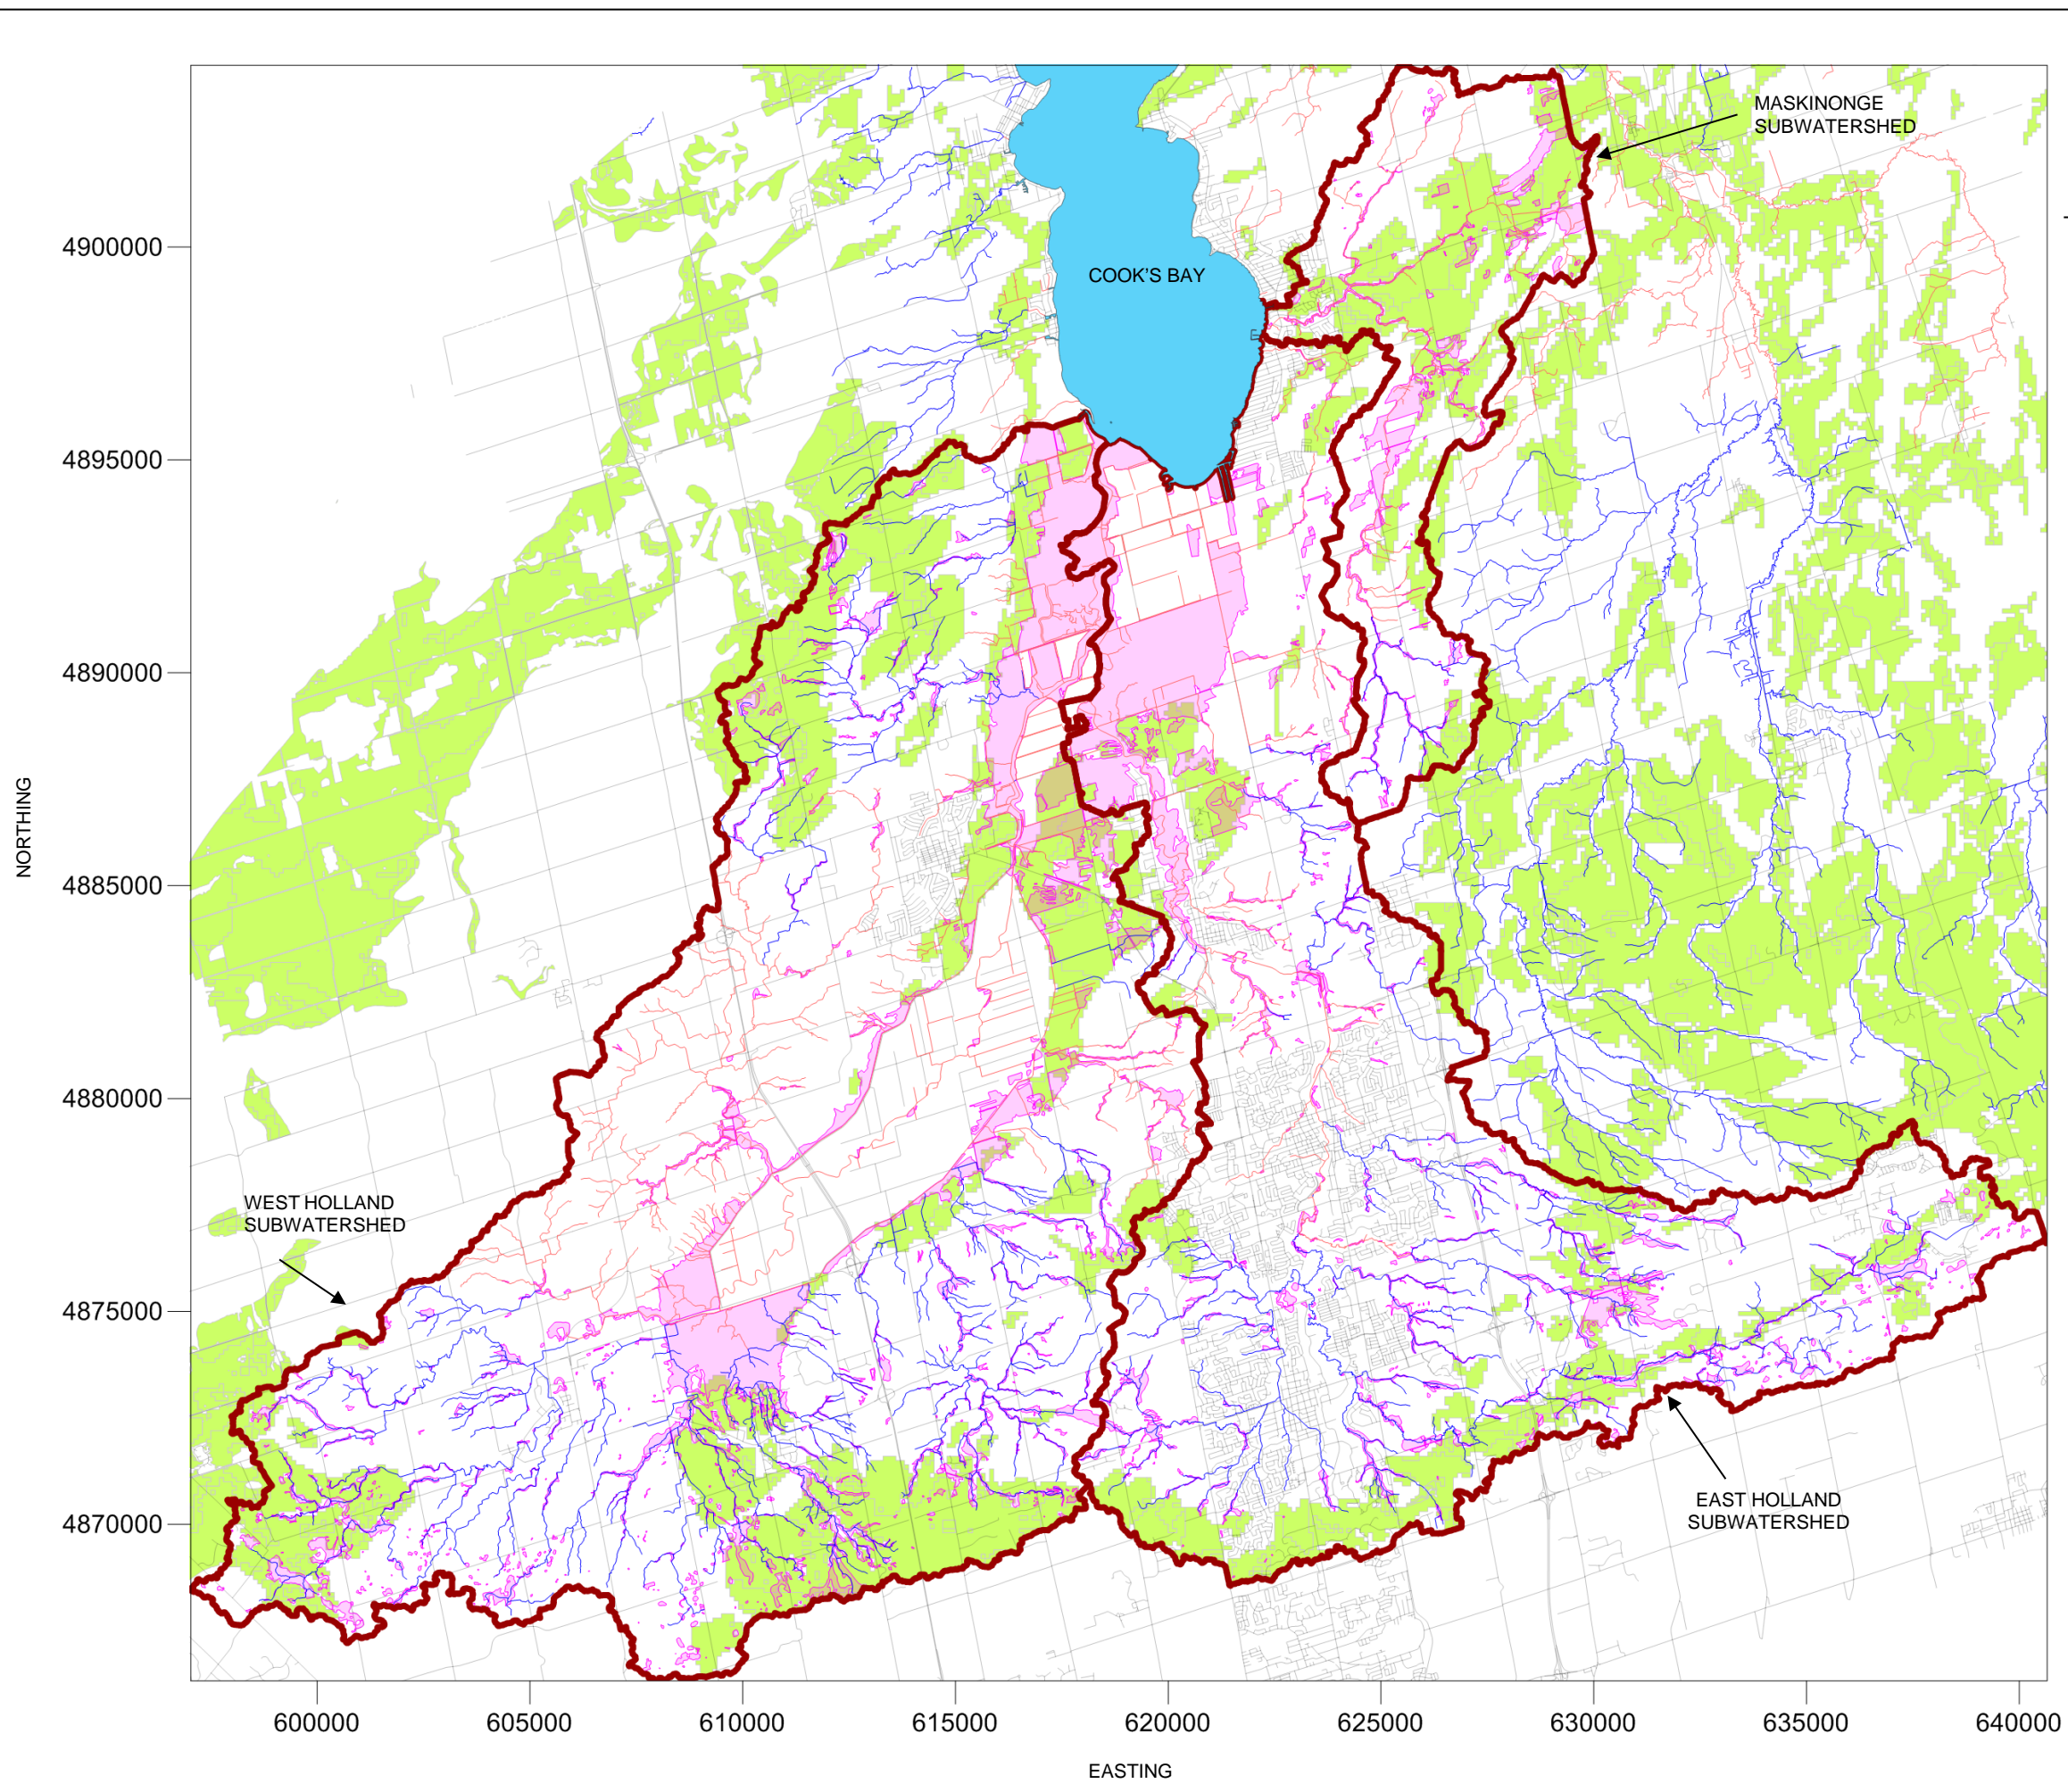 MASKINONGE
SUBWATERSHED
COOK'S BAY
WEST HOLLAND
SUBWATERSHED
EAST HOLLAND
SUBWATERSHED
NORTHING
4900000
4895000
4890000
4885000
4880000
4875000
4870000
600000
605000
610000
615000
620000
625000
630000
635000
640000
EASTING